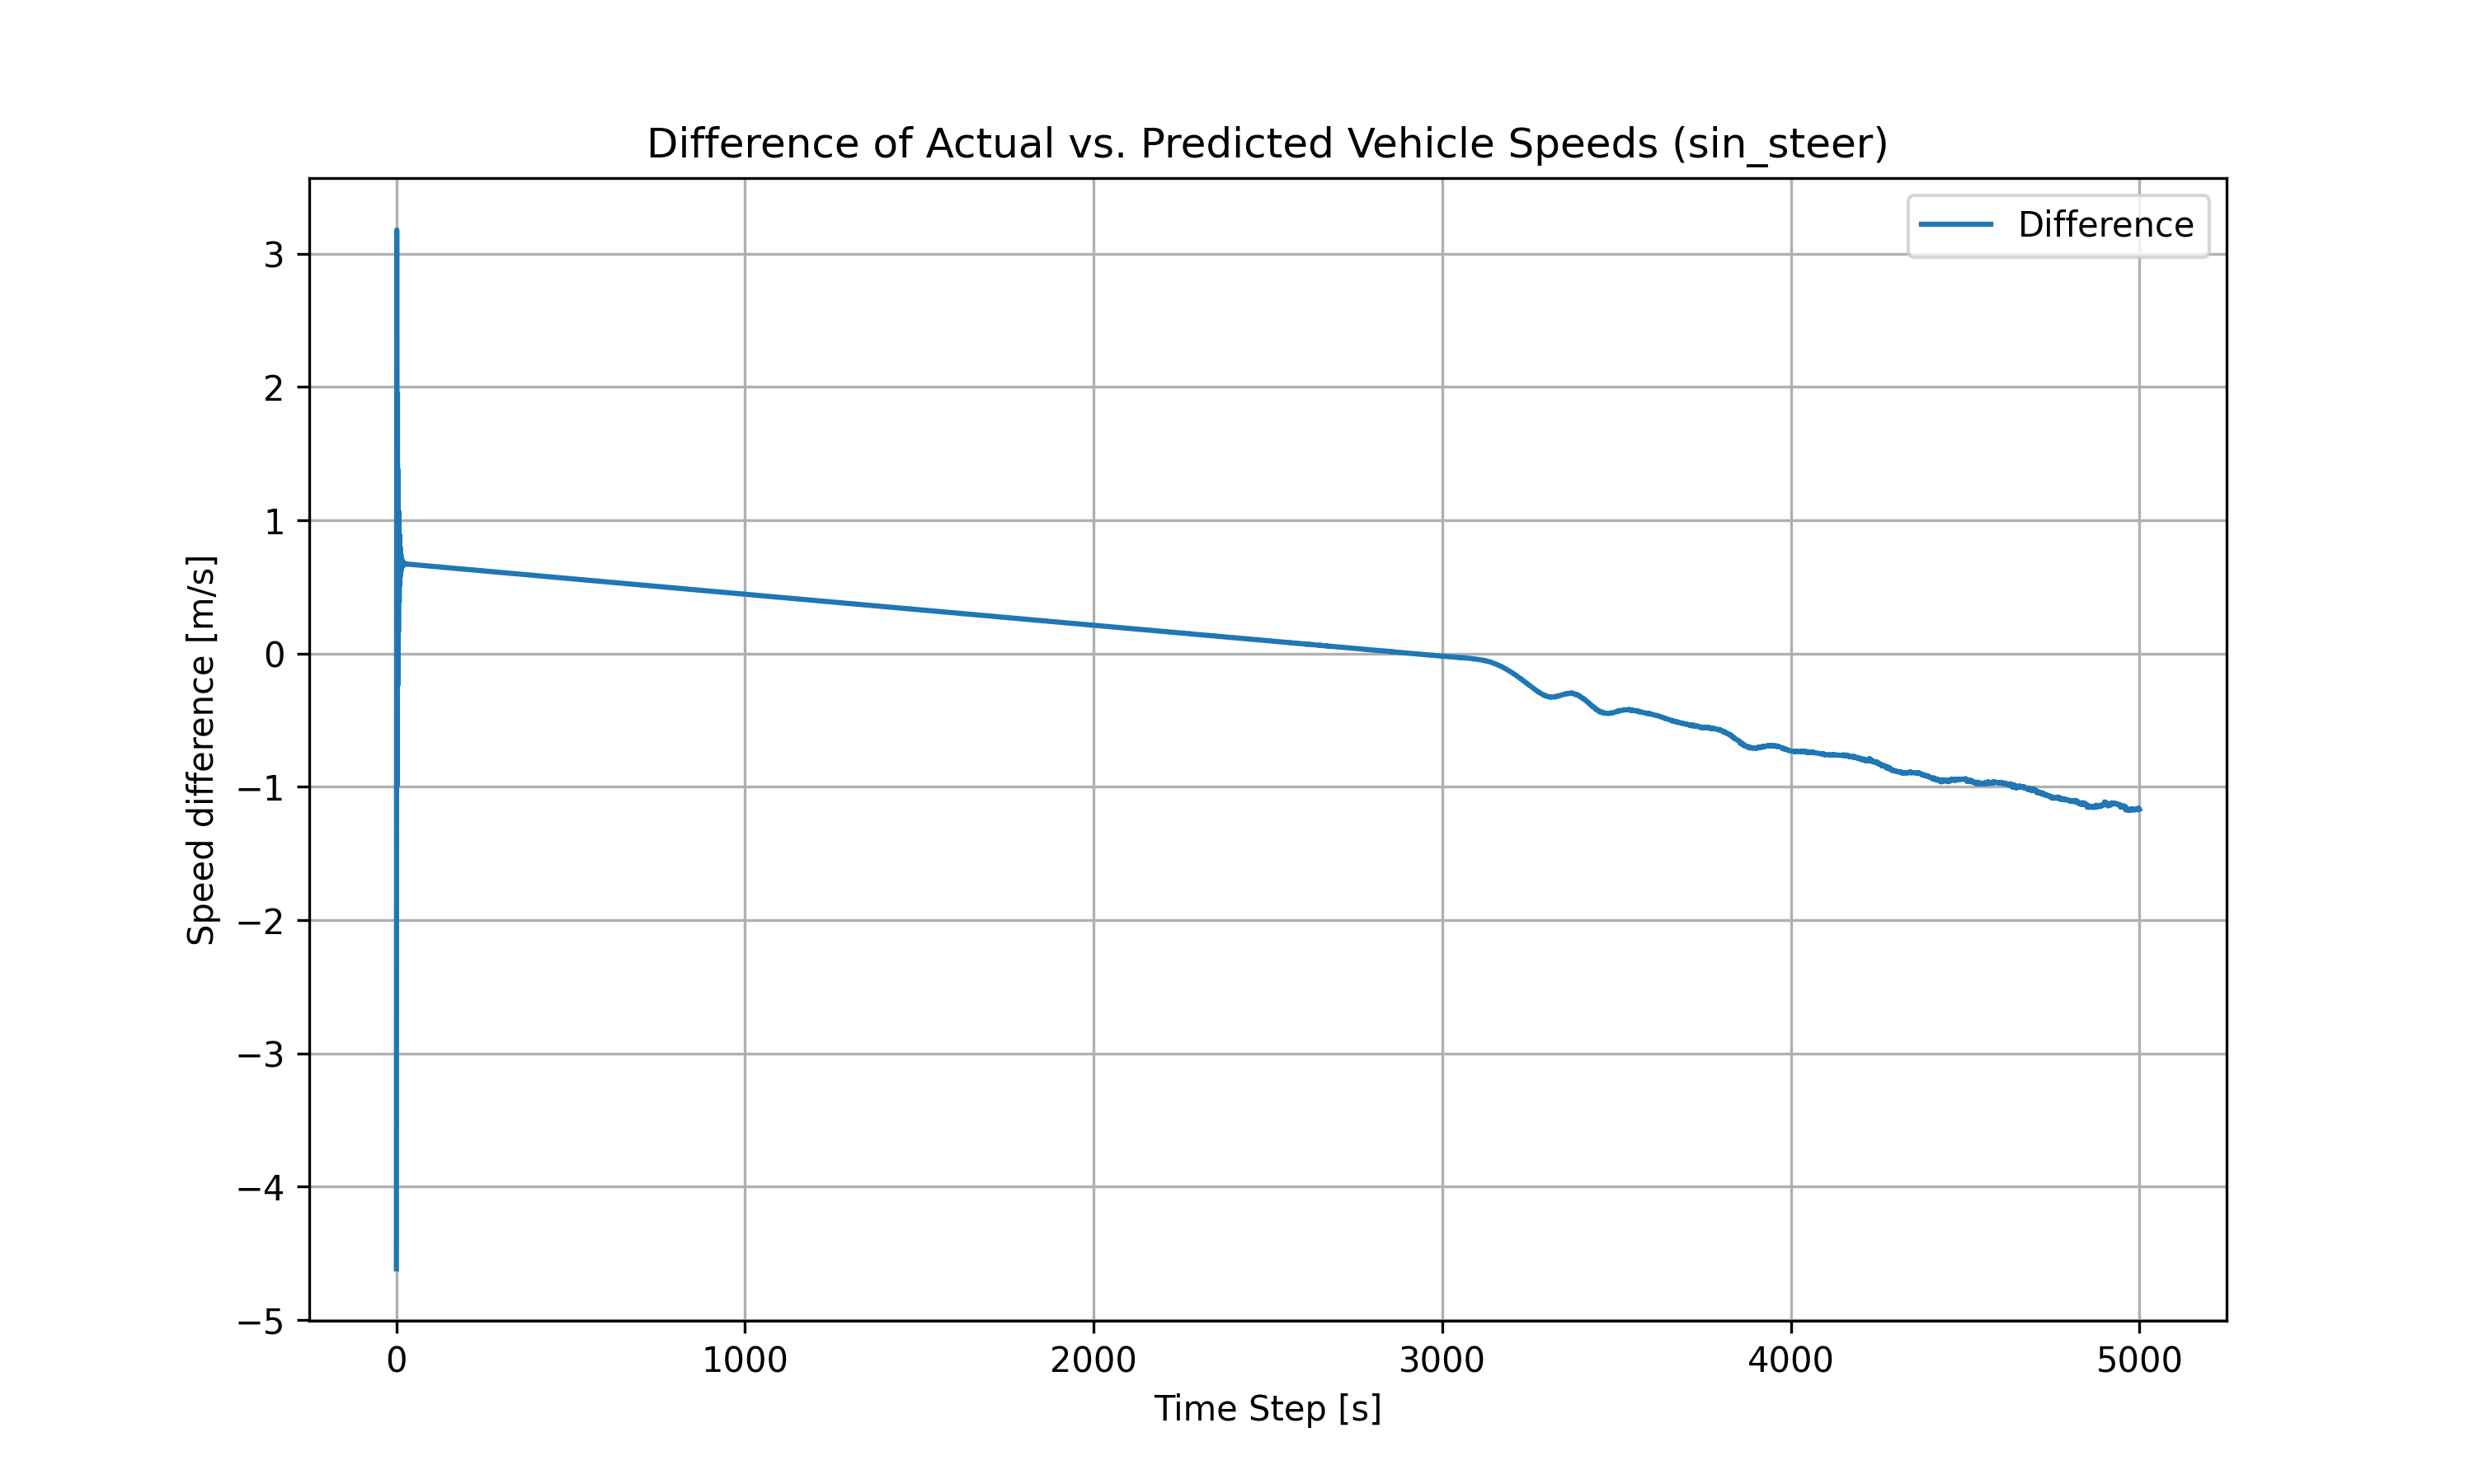 Difference of Actual vs. Predicted Vehicle Speeds (sin_steer)
Difference
3
2
1
0
−1
−2
−3
−4
−5
Speed difference [m/s]
0 1000 2000 3000 4000 5000
Time Step [s]